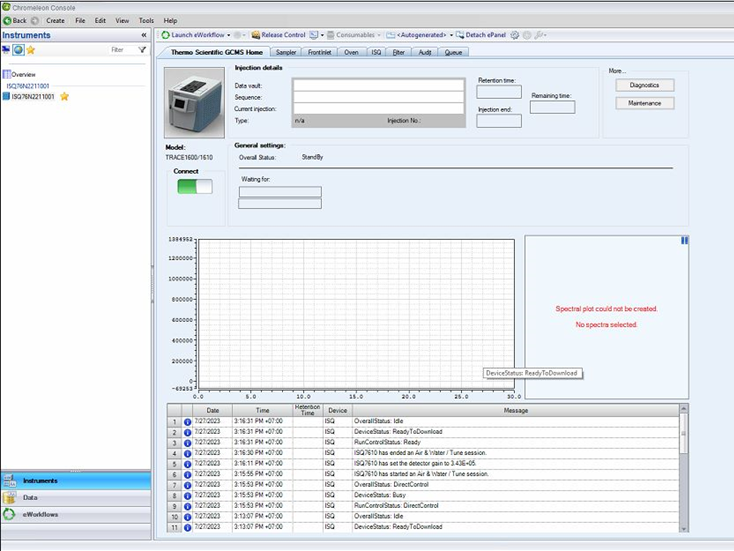 Chromeleon Console
Back Create File Edit View Tools Help
Instruments «
Filter
Overview
ISQ76N2211001
ISQ76N2211001
Instruments
Data
eWorkflows
Launch eWorkflow Release Control Consumables <Autogenerated> Detach ePanel
Thermo Scientific GCMS Home Sampler FrontInlet Oven ISQ Filter Audit Queue
Injection details
Data vault:
Sequence:
Current injection:
Type: n/a Injection No.:
Retention time:
Remaining time:
Injection end:
More...
Diagnostics
Maintenance
Model:
TRACE1600/1610
Connect
General settings:
Overall Status: StandBy
Waiting for:
1384952
1200000
1000000
800000
600000
400000
200000
0
-69253
0.0 5.0 10.0 15.0 20.0 25.0 30.0
Spectral plot could not be created.
No spectra selected.
DeviceStatus: ReadyToDownload
Date Time Retention Time Device Message
1 7/27/2023 3:16:31 PM +07:00 ISQ OverallStatus: Idle
2 7/27/2023 3:16:31 PM +07:00 ISQ DeviceStatus: ReadyToDownload
3 7/27/2023 3:16:31 PM +07:00 ISQ RunControlStatus: Ready
4 7/27/2023 3:16:30 PM +07:00 ISQ ISQ7610 has ended an Air & Water / Tune session.
5 7/27/2023 3:16:11 PM +07:00 ISQ ISQ7610 has set the detector gain to 3.43E+05.
6 7/27/2023 3:15:55 PM +07:00 ISQ ISQ7610 has started an Air & Water / Tune session.
7 7/27/2023 3:15:53 PM +07:00 ISQ OverallStatus: DirectControl
8 7/27/2023 3:15:53 PM +07:00 ISQ DeviceStatus: Busy
9 7/27/2023 3:15:53 PM +07:00 ISQ RunControlStatus: DirectControl
10 7/27/2023 3:13:07 PM +07:00 ISQ OverallStatus: Idle
11 7/27/2023 3:13:07 PM +07:00 ISQ DeviceStatus: ReadyToDownload